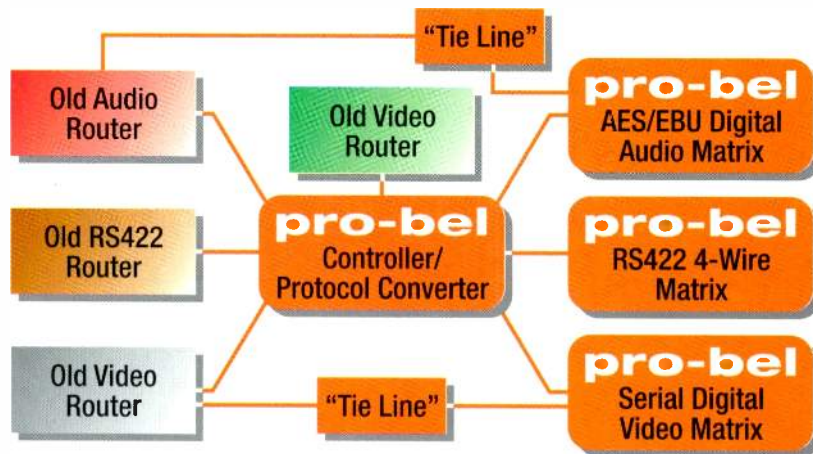 “Tie Line”
Old Audio
Router
Old Video
Router
pro-bel
AES/EBU Digital
Audio Matrix
Old RS422
Router
pro-bel
Controller/
Protocol Converter
pro-bel
RS422 4-Wire
Matrix
Old Video
Router
“Tie Line”
pro-bel
Serial Digital
Video Matrix